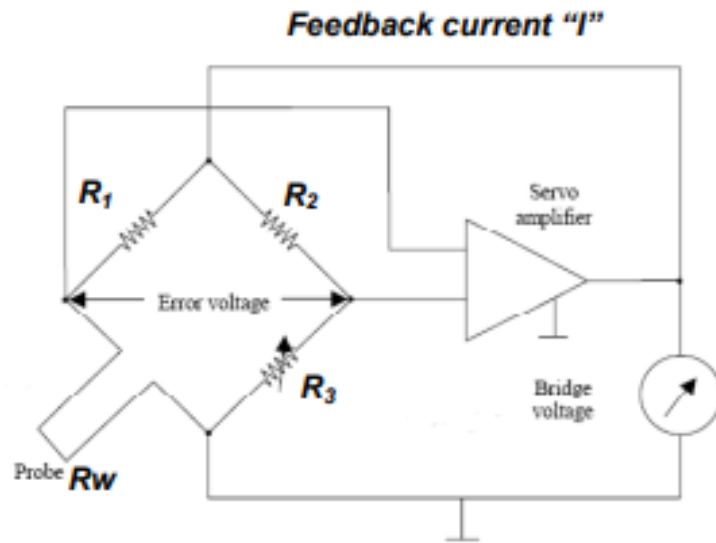 Feedback current “I”
R1
R2
Servo
amplifier
Error voltage
R3
Bridge
voltage
Probe
Rw